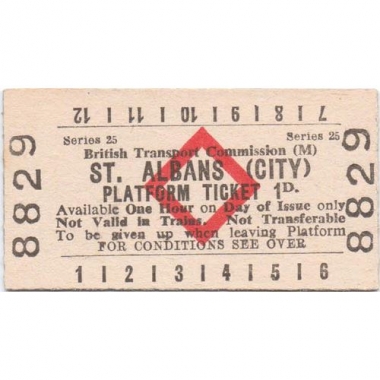 12 | 11 | 10 | 9 | 8 | 7
Series 25 Series 25
British Transport Commission (M)
ST. ALBANS (CITY)
PLATFORM TICKET 1D.
Available One Hour on Day of Issue only
Not Valid in Trains. Not Transferable
To be given up when leaving Platform
FOR CONDITIONS SEE OVER
1 | 2 | 3 | 4 | 5 | 6
8829
8829